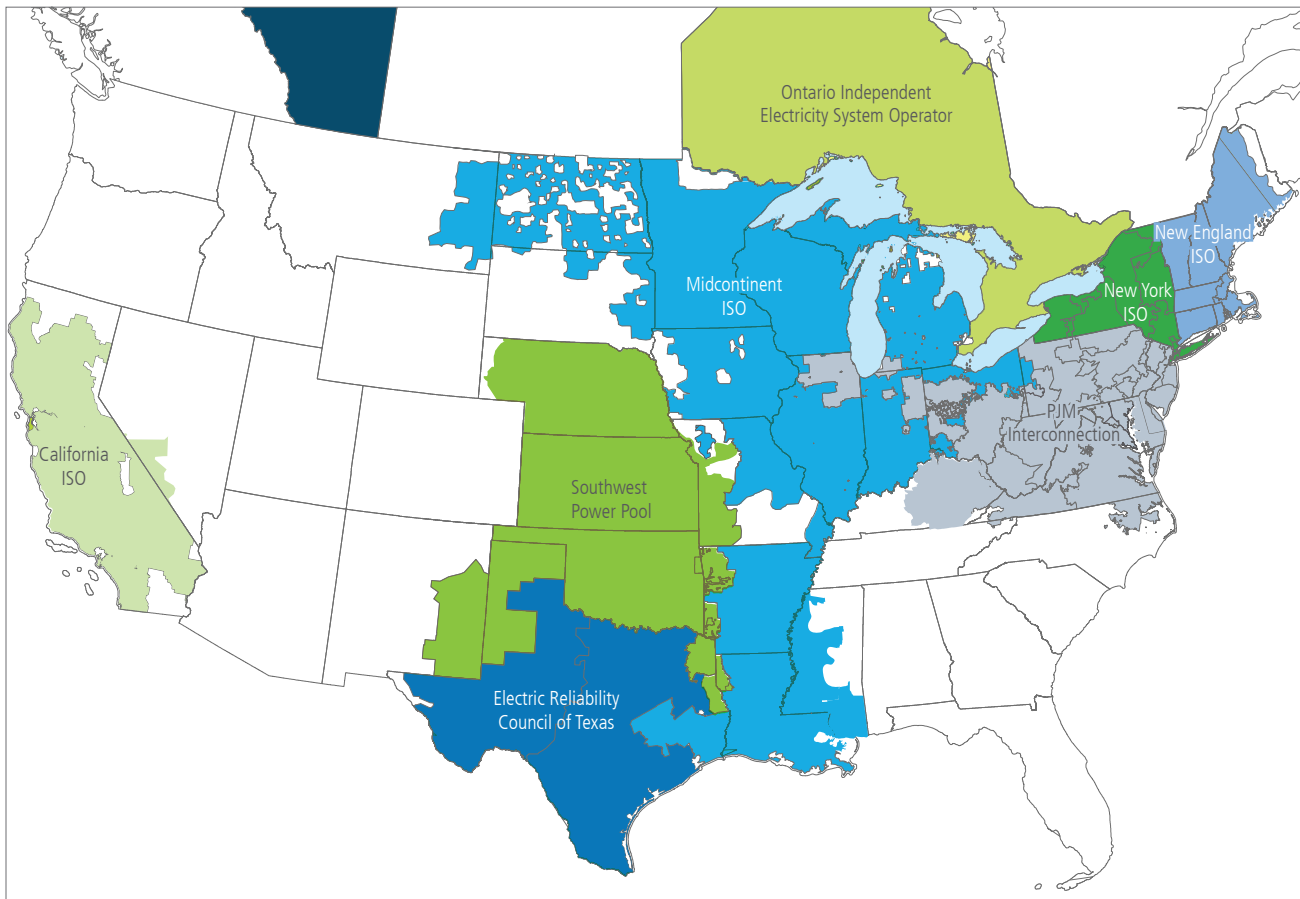 Ontario Independent
Electricity System Operator
New England
ISO
Midcontinent
ISO
New York
ISO
PJM
Interconnection
California
ISO
Southwest
Power Pool
Electric Reliability
Council of Texas